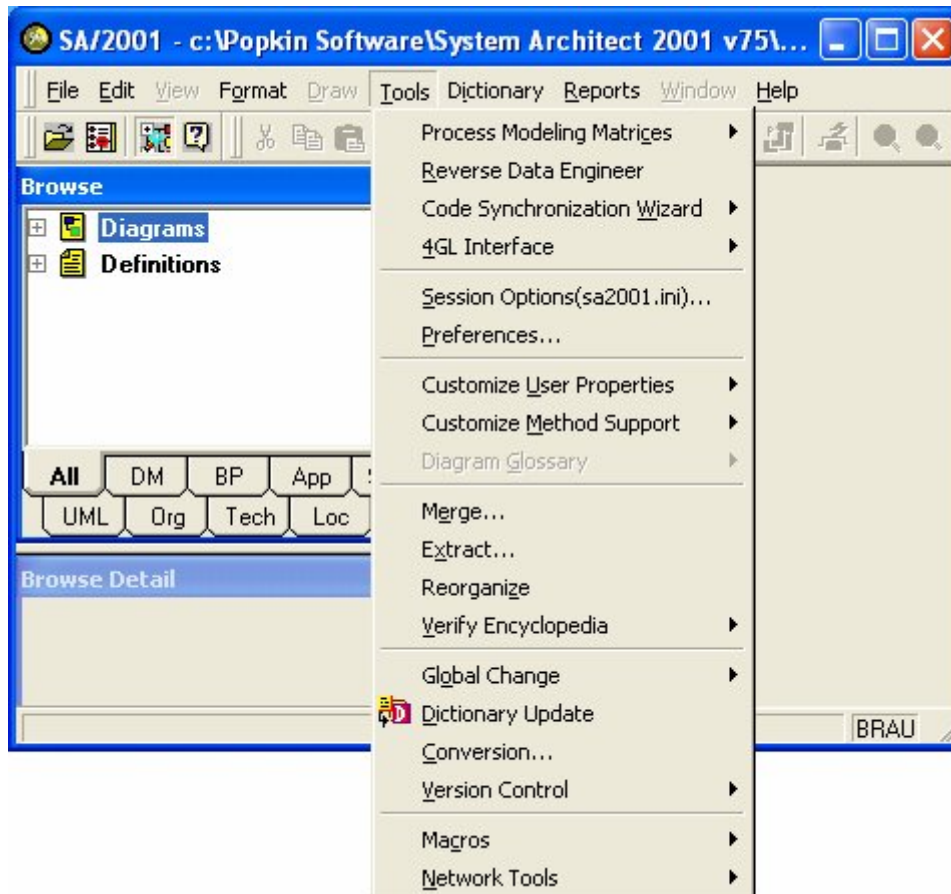 SA/2001 - c:\Popkin Software\System Architect 2001 v75\...
File Edit View Format Draw Tools Dictionary Reports Window Help
Browse
Diagrams
Definitions
All DM BP App
UML Org Tech Loc
Browse Detail
Process Modeling Matrices
Reverse Data Engineer
Code Synchronization Wizard
4GL Interface
Session Options(sa2001.ini)...
Preferences...
Customize User Properties
Customize Method Support
Diagram Glossary
Merge...
Extract...
Reorganize
Verify Encyclopedia
Global Change
Dictionary Update
Conversion...
Version Control
Macros
Network Tools
BRAU